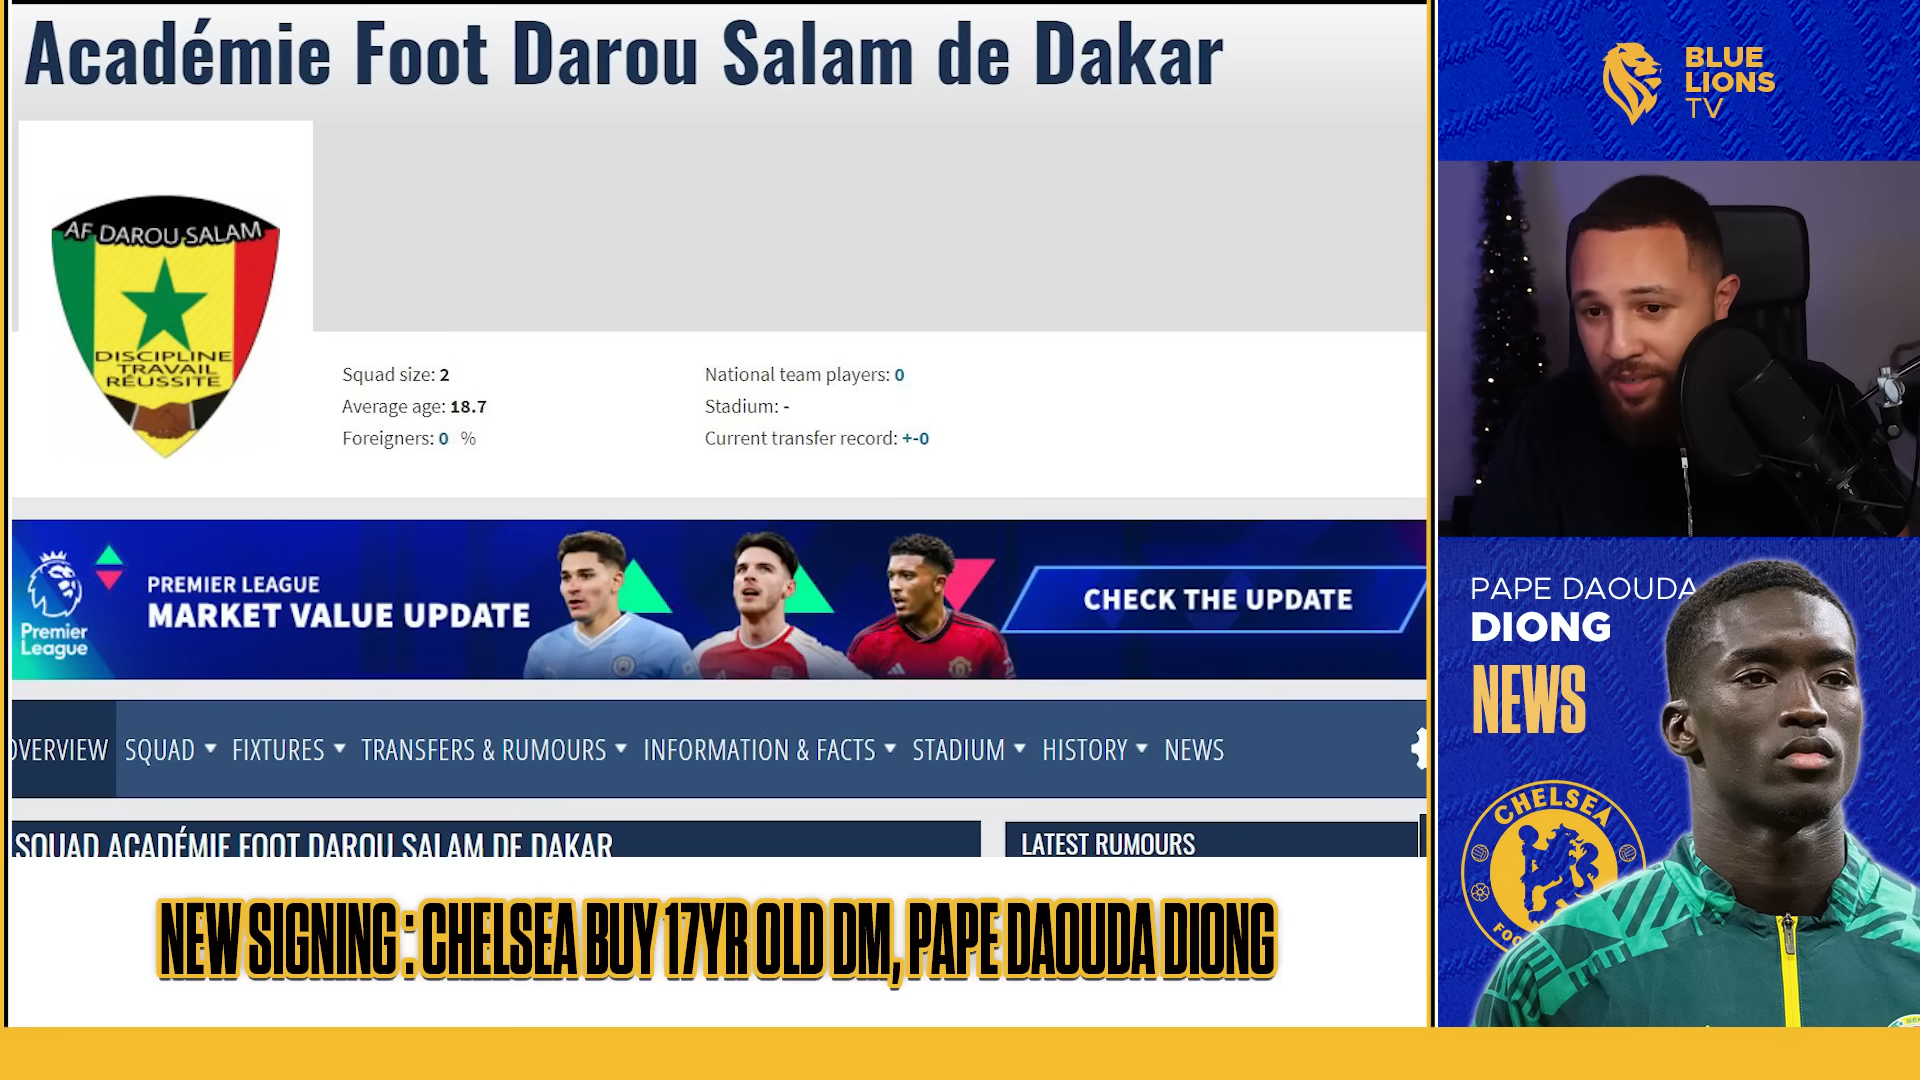 Académie Foot Darou Salam de Dakar
AF DAROU SALAM
DISCIPLINE
TRAVAIL
RÉUSSITE
Squad size: 2
Average age: 18.7
Foreigners: 0 %
National team players: 0
Stadium: -
Current transfer record: +-0
Premier
League
PREMIER LEAGUE
MARKET VALUE UPDATE
CHECK THE UPDATE
OVERVIEW SQUAD FIXTURES TRANSFERS & RUMOURS INFORMATION & FACTS STADIUM HISTORY NEWS
SQUAD ACADÉMIE FOOT DAROU SALAM DE DAKAR
LATEST RUMOURS
NEW SIGNING : CHELSEA BUY 17YR OLD DM, PAPE DAOUDA DIONG
BLUE
LIONS
TV
PAPE DAOUDA
DIONG
NEWS
CHELSEA
FOO